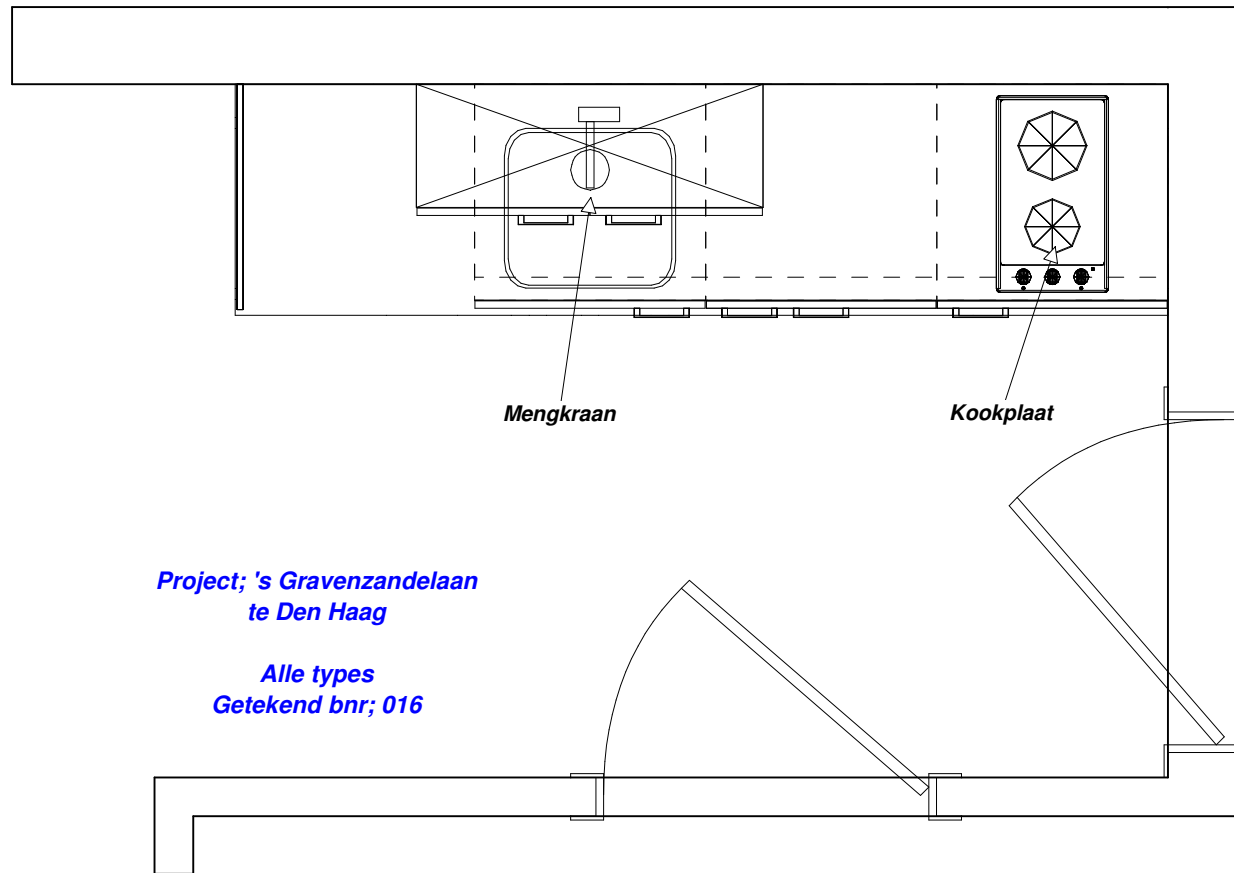 Mengkraan
Kookplaat
Project; 's Gravenzandelaan
te Den Haag
Alle types
Getekend bnr; 016